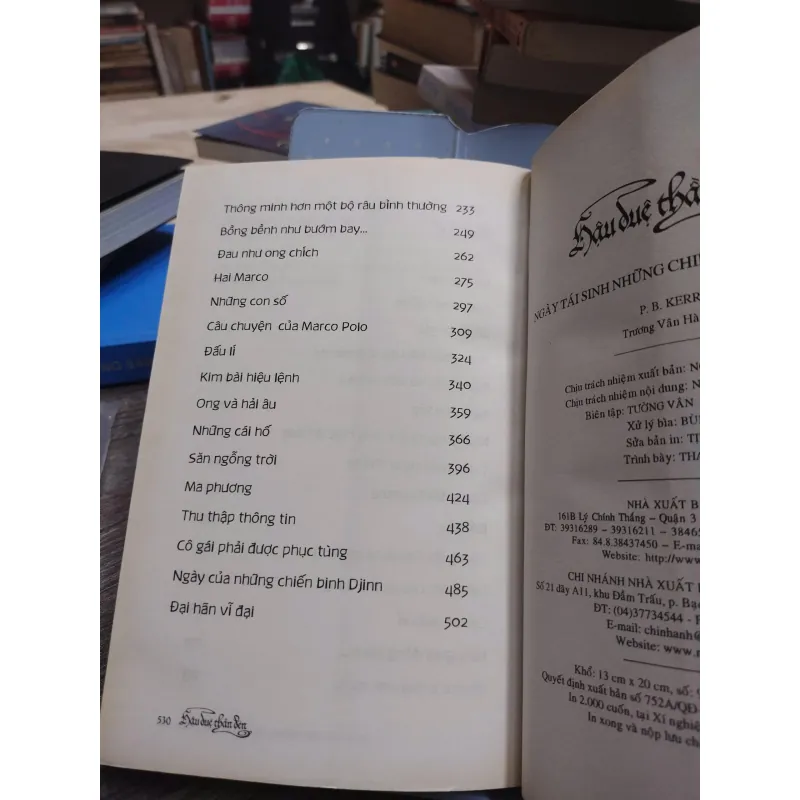 Thông minh hơn một bộ râu bình thường 233
Bồng bềnh như bướm bay... 249
Đau như ong chích 262
Hai Marco 275
Những con số 297
Câu chuyện của Marco Polo 309
Đấu lí 324
Kim bài hiệu lệnh 340
Ong và hải âu 359
Những cái hố 366
Săn ngỗng trời 396
Ma phương 424
Thu thập thông tin 438
Cô gái phải được phục tùng 463
Ngày của những chiến binh Djinn 485
Đại hãn vĩ đại 502
530 Hậu duệ thần đèn
Hậu duệ thầ
NGÀY TÁI SINH NHỮNG CHI
P. B. KERR
Trương Văn Hà
Chịu trách nhiệm xuất bản:
Chịu trách nhiệm nội dung:
Biên tập: TƯỜNG VÂN
Xử lý bìa: BÙ
Sửa bản in:
Trình bày: THA
NHÀ XUẤT B
161B Lý Chính Thắng – Quận 3
ĐT: 39316289 – 39316211 – 38465
Fax: 84.8.38437450 – E-ma
Website: http://www
CHI NHÁNH NHÀ XUẤT
Số 21 dãy A11, khu Đầm Trấu, p. Bạc
ĐT: (04)37734544 -
E-mail: chinhanh@
Website: www.
Khổ: 13 cm x 20 cm, số:
Quyết định xuất bản số 752A/QĐ
In 2.000 cuốn, tại Xí nghiệ
In xong và nộp lưu ch